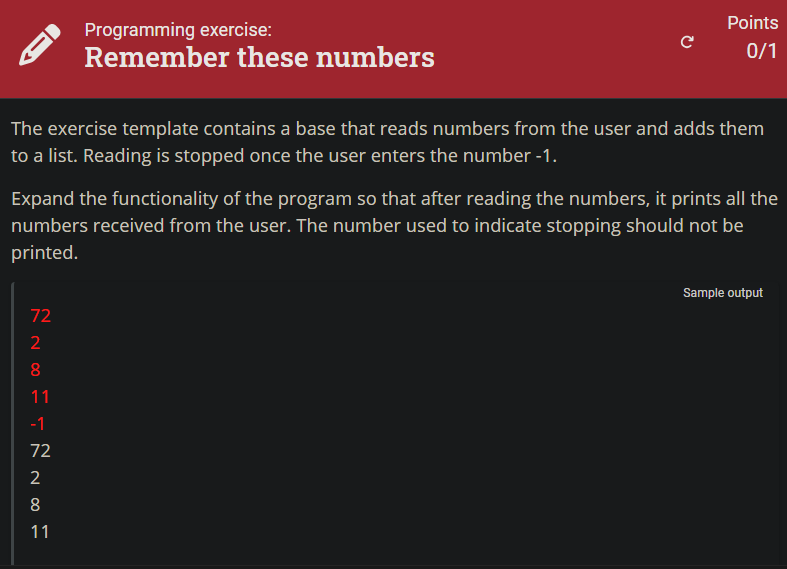 Programming exercise:
Remember these numbers
Points
0/1
The exercise template contains a base that reads numbers from the user and adds them
to a list. Reading is stopped once the user enters the number -1.
Expand the functionality of the program so that after reading the numbers, it prints all the
numbers received from the user. The number used to indicate stopping should not be
printed.
Sample output
72
2
8
11
-1
72
2
8
11